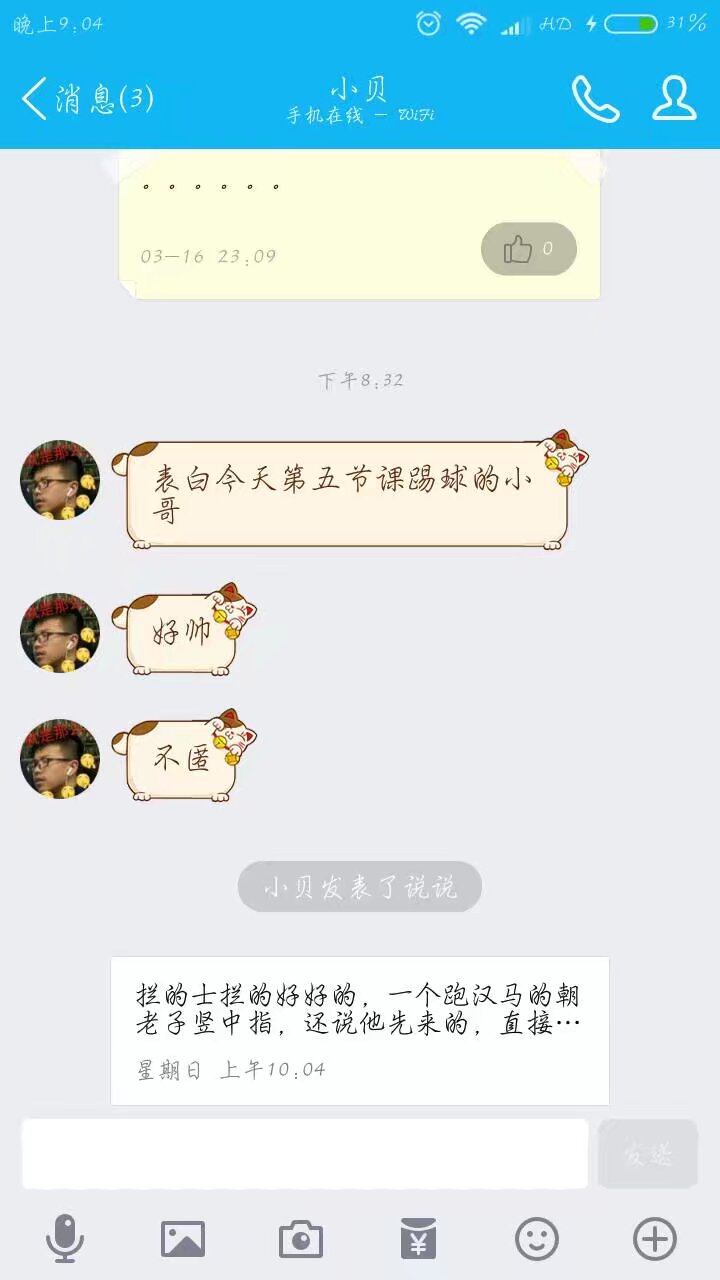 晚上9:04
HD
31%
消息(3)
小贝
手机在线 - WiFi
。。。。。。
03-16 23:09
0
下午8:32
表白今天第五节课踢球的小
哥
好帅
不匿
小贝发表了说说
拦的士拦的好好的，一个跑汉马的朝
老子竖中指，还说他先来的，直接…
星期日 上午10:04
发送